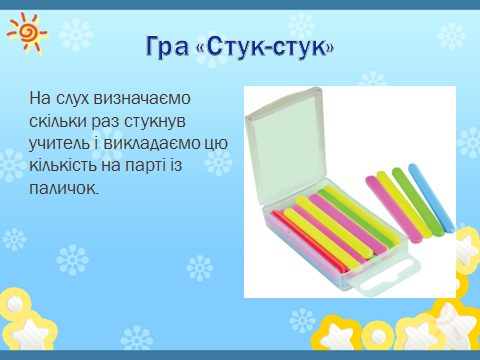 Гра «Стук-стук»
На слух визначаємо
скільки раз стукнув
учитель і викладаємо цю
кількість на парті із
паличок.